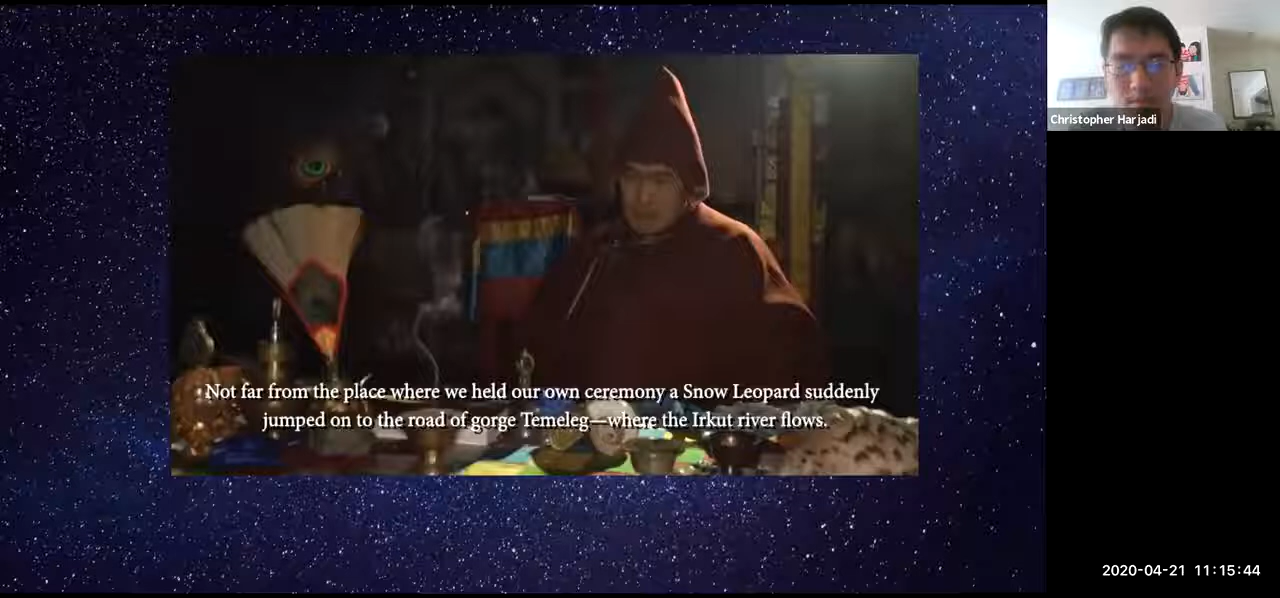 Christopher Harjadi
Not far from the place where we held our own ceremony a Snow Leopard suddenly
jumped on to the road of gorge Temeleg—where the Irkut river flows.
2020-04-21 11:15:44